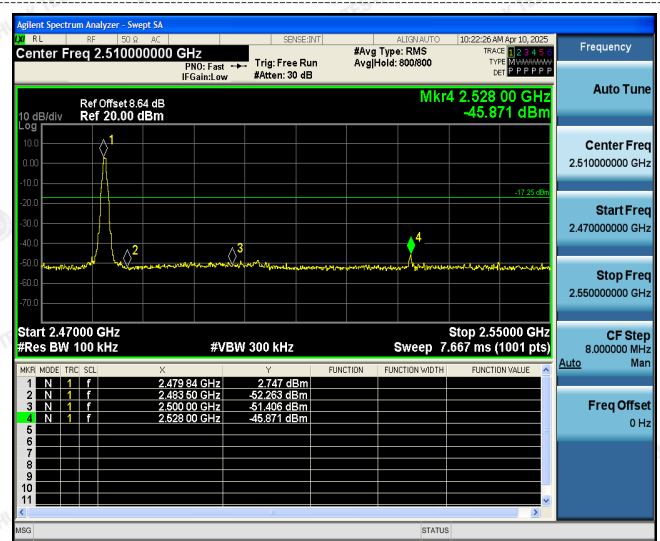 Agilent Spectrum Analyzer - Swept SA
LXI RL RF 50 Ω AC SENSE:INT ALIGN AUTO 10:22:26 AM Apr 10, 2025
Center Freq 2.510000000 GHz
PNO: Fast
IFGain:Low
Trig: Free Run
#Atten: 30 dB
#Avg Type: RMS
Avg|Hold: 800/800
TRACE 1 2 3 4 5 6
TYPE MWWWWW
DET P P P P P P
Ref Offset 8.64 dB
Ref 20.00 dBm
10 dB/div
Log
Mkr4 2.528 00 GHz
-45.871 dBm
10.0
0.00
-10.0
-20.0
-30.0
-40.0
-50.0
-60.0
-70.0
1
2
3
4
-17.25 dBm
Start 2.47000 GHz Stop 2.55000 GHz
#Res BW 100 kHz #VBW 300 kHz Sweep 7.667 ms (1001 pts)
MKR MODE TRC SCL X Y FUNCTION FUNCTION WIDTH FUNCTION VALUE
1 N 1 f 2.479 84 GHz 2.747 dBm
2 N 1 f 2.483 50 GHz -52.263 dBm
3 N 1 f 2.500 00 GHz -51.406 dBm
4 N 1 f 2.528 00 GHz -45.871 dBm
5
6
7
8
9
10
11
MSG STATUS
Frequency
Auto Tune
Center Freq
2.510000000 GHz
Start Freq
2.470000000 GHz
Stop Freq
2.550000000 GHz
CF Step
8.000000 MHz
Auto Man
Freq Offset
0 Hz